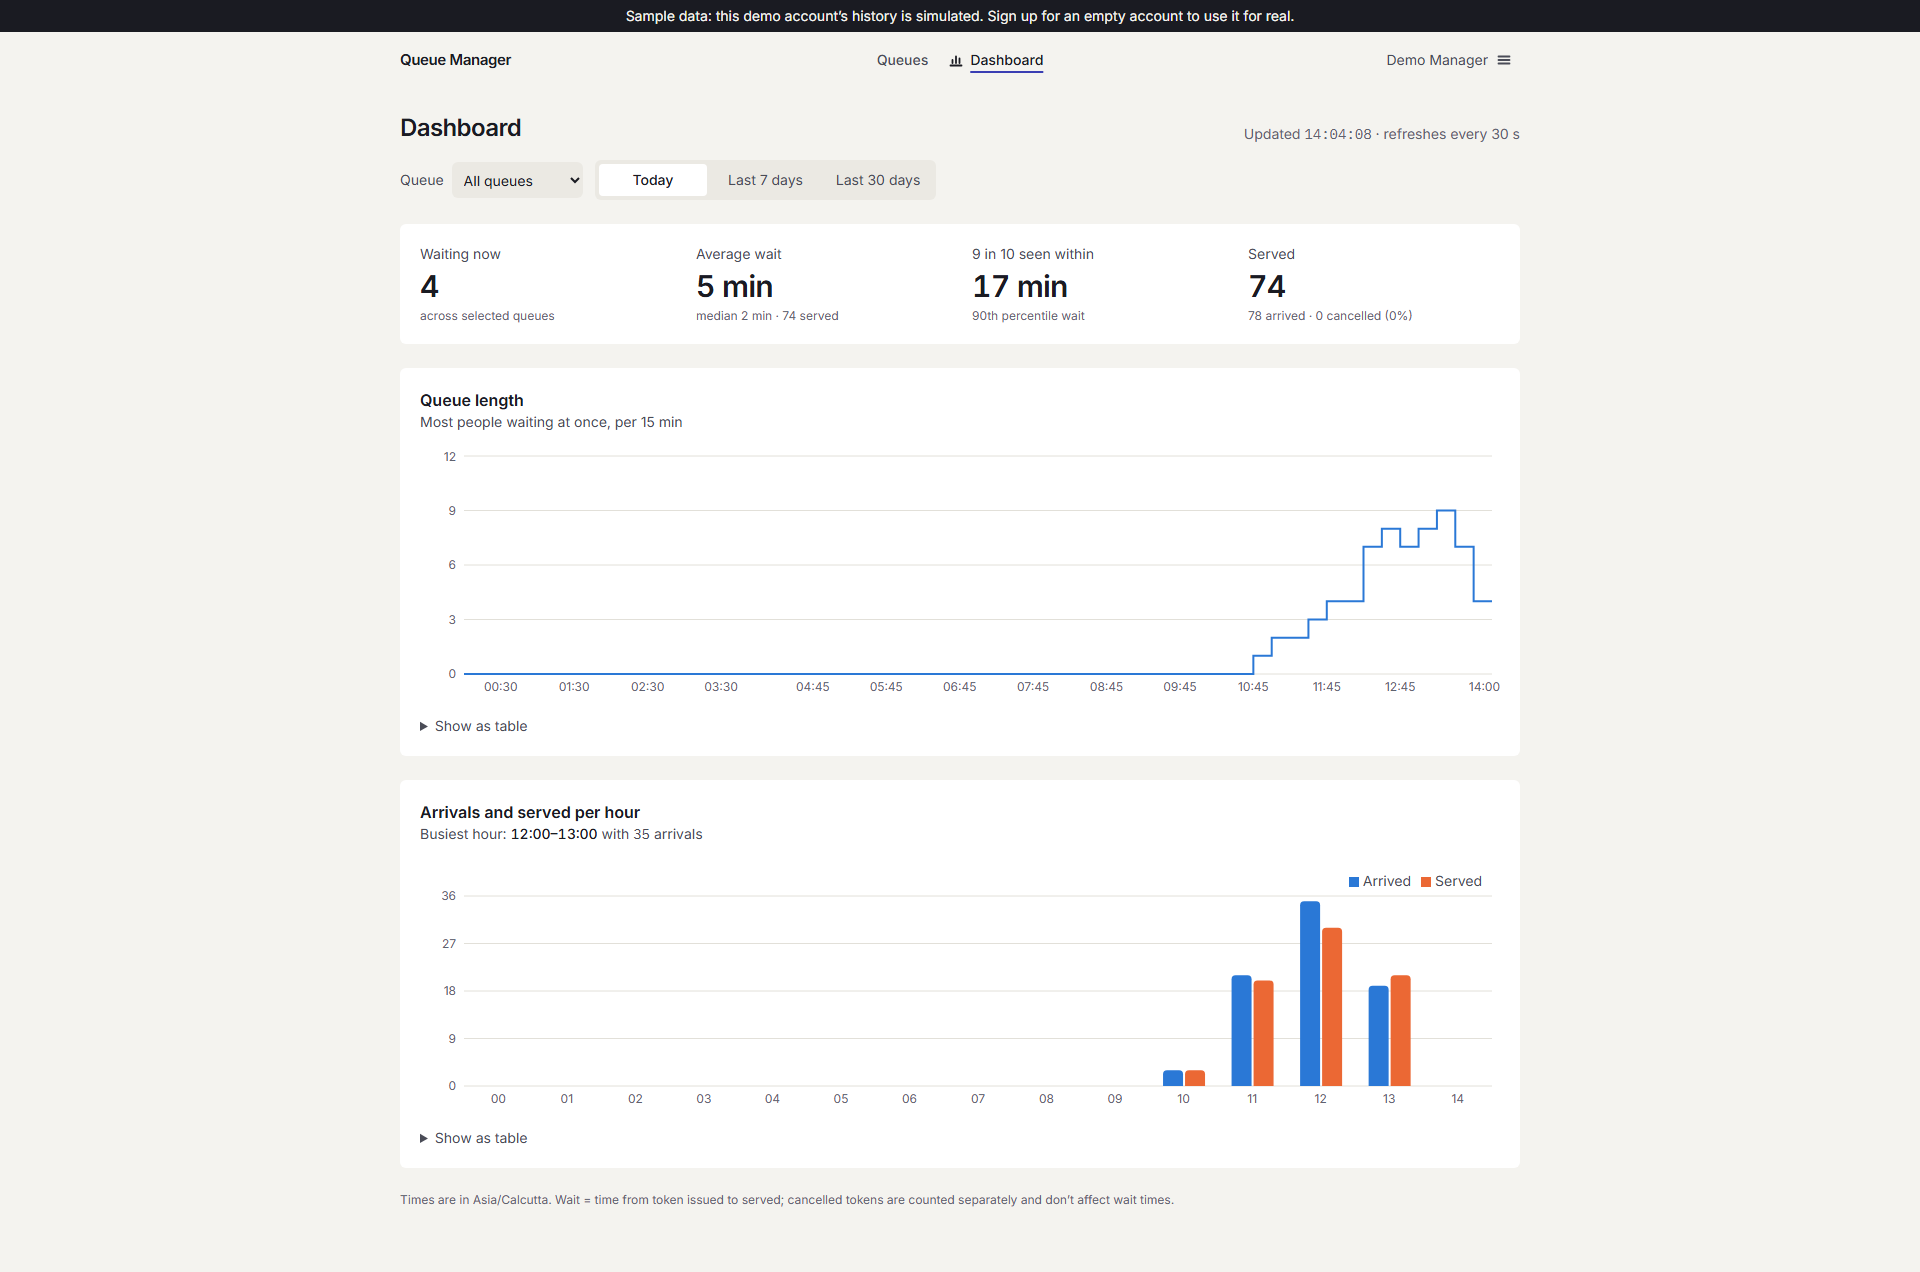 Sample data: this demo account's history is simulated. Sign up for an empty account to use it for real.
Queue Manager
Queues
Dashboard
Demo Manager
Dashboard
Updated 14:04:08 · refreshes every 30 s
Queue
All queues
Today
Last 7 days
Last 30 days
Waiting now
4
across selected queues
Average wait
5 min
median 2 min · 74 served
9 in 10 seen within
17 min
90th percentile wait
Served
74
78 arrived · 0 cancelled (0%)
Queue length
Most people waiting at once, per 15 min
12
9
6
3
0
00:30 01:30 02:30 03:30 04:45 05:45 06:45 07:45 08:45 09:45 10:45 11:45 12:45 14:00
Show as table
Arrivals and served per hour
Busiest hour: 12:00–13:00 with 35 arrivals
Arrived Served
36
27
18
9
0
00 01 02 03 04 05 06 07 08 09 10 11 12 13 14
Show as table
Times are in Asia/Calcutta. Wait = time from token issued to served; cancelled tokens are counted separately and don't affect wait times.